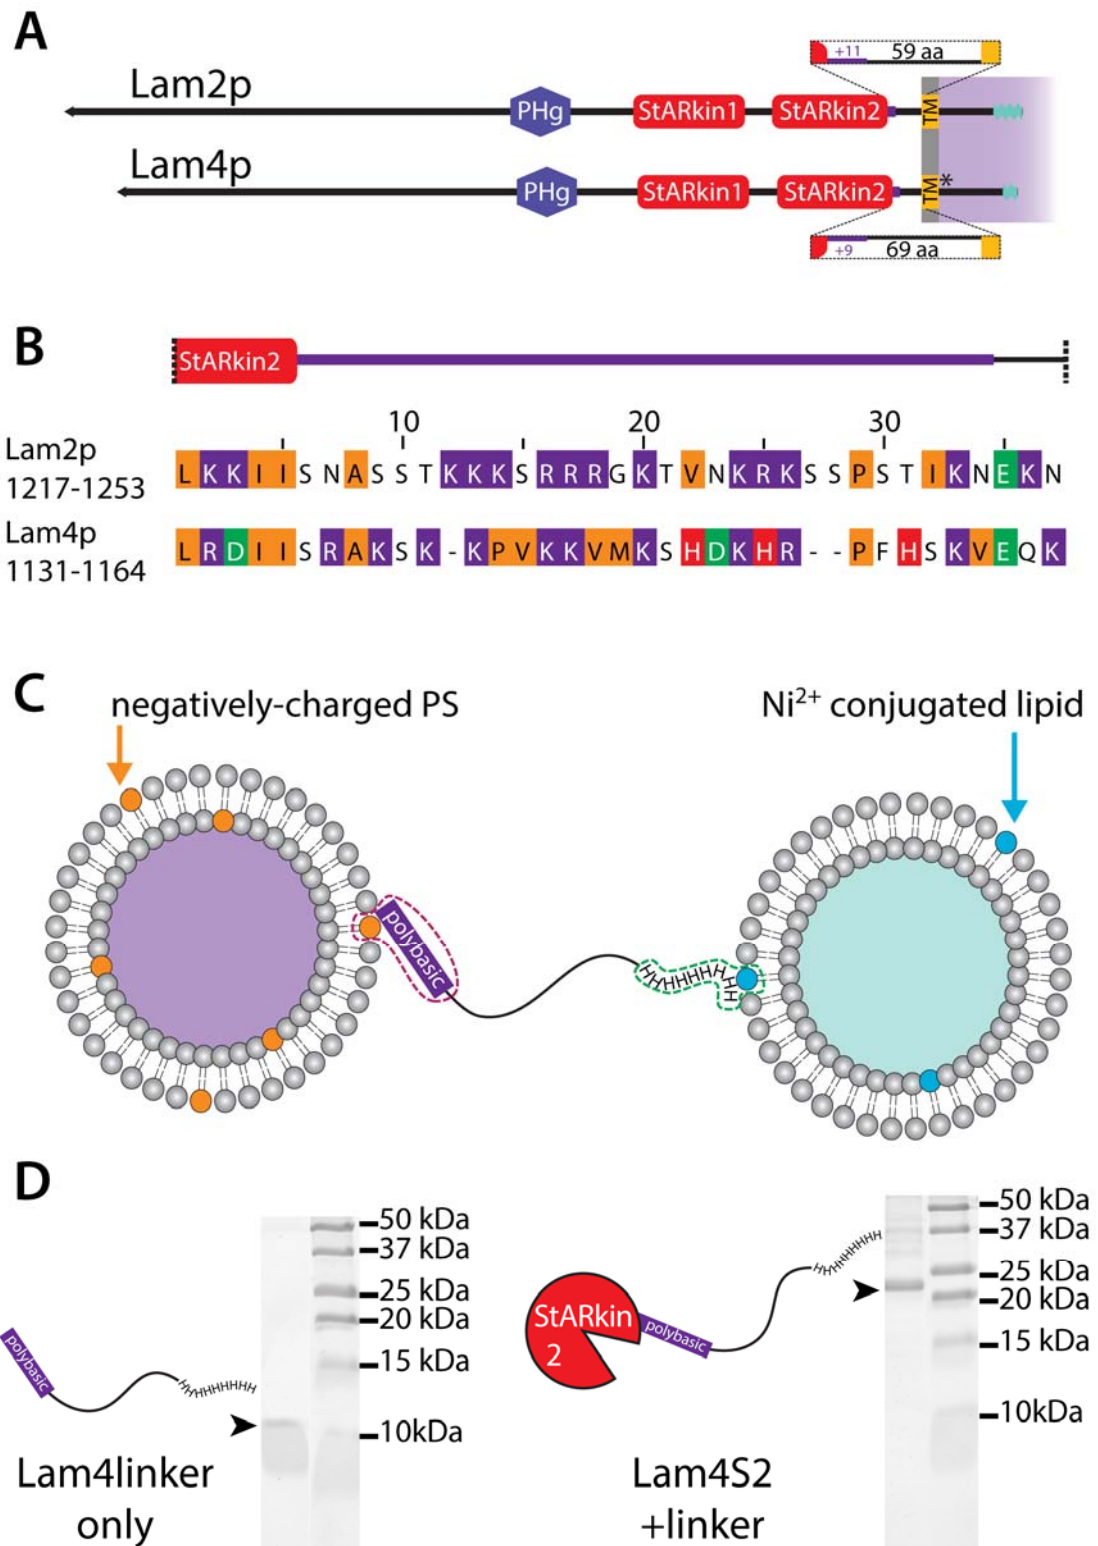 A
+11 59 aa
Lam2p
PHg StARkin1 StARkin2 TM
Lam4p
PHg StARkin1 StARkin2 TM *
+9 69 aa
B
StARkin2
10 20 30
Lam2p
1217-1253
L K K I I S N A S S T K K K S R R R G K T V N K R K S S P S T I K N E K N
Lam4p
1131-1164
L R D I I S R A K S K - K P V K K V M K S H D K H R - - P F H S K V E Q K
C
negatively-charged PS
Ni2+ conjugated lipid
polybasic
HHHHHHHHH
D
50 kDa
37 kDa
25 kDa
20 kDa
15 kDa
10kDa
polybasic
HHHHHHHHH
Lam4linker
only
50 kDa
37 kDa
25 kDa
20 kDa
15 kDa
10kDa
StARkin
2
polybasic
HHHHHHHHH
Lam4S2
+linker